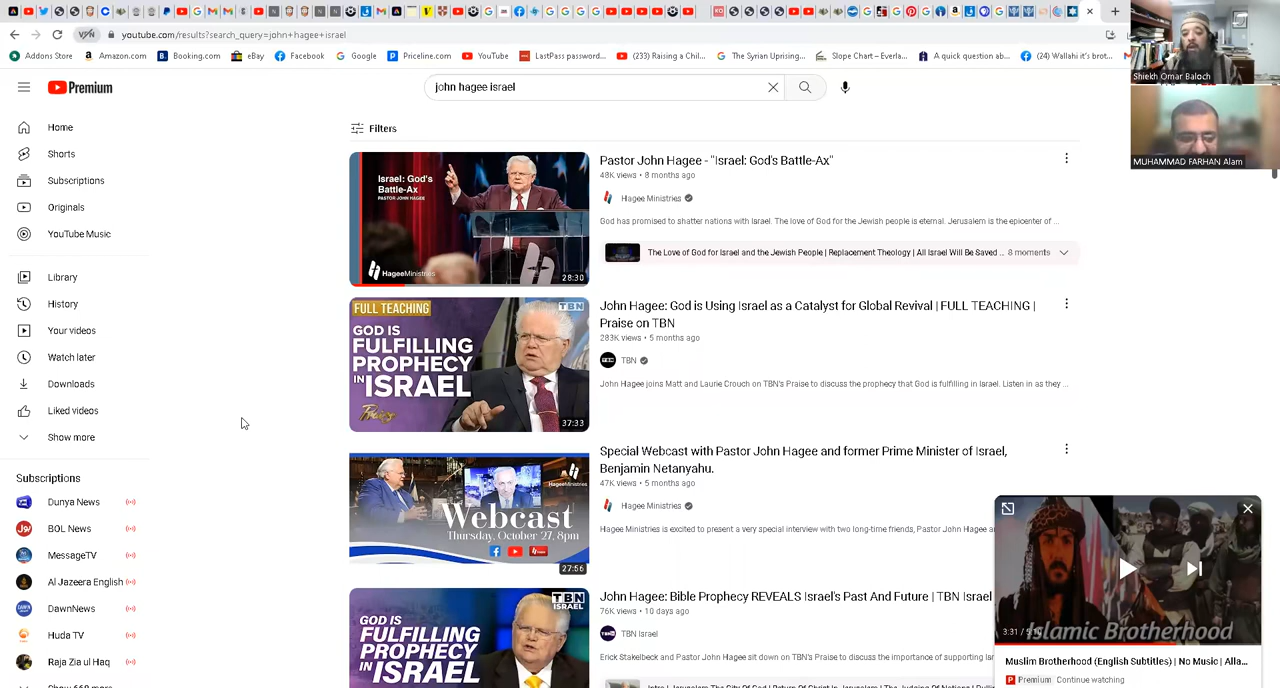 youtube.com/results?search_query=john+hagee+israel
Addons Store
Amazon.com
Booking.com
eBay
Facebook
Google
Priceline.com
YouTube
LastPass password...
(233) Raising a Chil...
The Syrian Uprising...
Slope Chart – Everla...
A quick question ab...
(24) Wallahi it's brot...
Shiekh Omar Baloch
MUHAMMAD FARHAN Alam
Premium
john hagee israel
Home
Shorts
Subscriptions
Originals
YouTube Music
Library
History
Your videos
Watch later
Downloads
Liked videos
Show more
Subscriptions
Dunya News
BOL News
MessageTV
Al Jazeera English
DawnNews
Huda TV
Raja Zia ul Haq
Filters
Israel: God's
Battle-Ax
PASTOR JOHN HAGEE
HageeMinistries
28:30
Pastor John Hagee - "Israel: God's Battle-Ax"
48K views • 8 months ago
Hagee Ministries
God has promised to shatter nations with Israel. The love of God for the Jewish people is eternal. Jerusalem is the epicenter of ...
The Love of God for Israel and the Jewish People | Replacement Theology | All Israel Will Be Saved ... 8 moments
FULL TEACHING
TBN
GOD IS
FULFILLING
PROPHECY
IN ISRAEL
Praise
37:33
John Hagee: God is Using Israel as a Catalyst for Global Revival | FULL TEACHING |
Praise on TBN
283K views • 5 months ago
TBN
John Hagee joins Matt and Laurie Crouch on TBN's Praise to discuss the prophecy that God is fulfilling in Israel. Listen in as they ...
HageeMinistries
Webcast
Thursday, October 27, 8pm
27:56
Special Webcast with Pastor John Hagee and former Prime Minister of Israel,
Benjamin Netanyahu.
47K views • 5 months ago
Hagee Ministries
Hagee Ministries is excited to present a very special interview with two long-time friends, Pastor John Hagee an
TBN
ISRAEL
GOD IS
FULFILLING
PROPHECY
IN ISRAEL
John Hagee: Bible Prophecy REVEALS Israel's Past And Future | TBN Israel
76K views • 10 days ago
TBN Israel
Erick Stakelbeck and Pastor John Hagee sit down on TBN's Praise to discuss the importance of supporting Isr
3:31 / 5:10
Islamic Brotherhood
Muslim Brotherhood (English Subtitles) | No Music | Alla...
Premium Continue watching